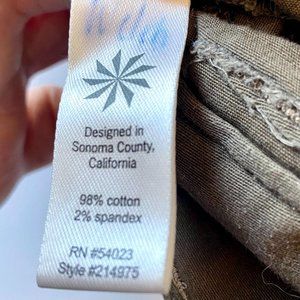 Designed in
Sonoma County,
California
98% cotton
2% spandex
RN #54023
Style #214975